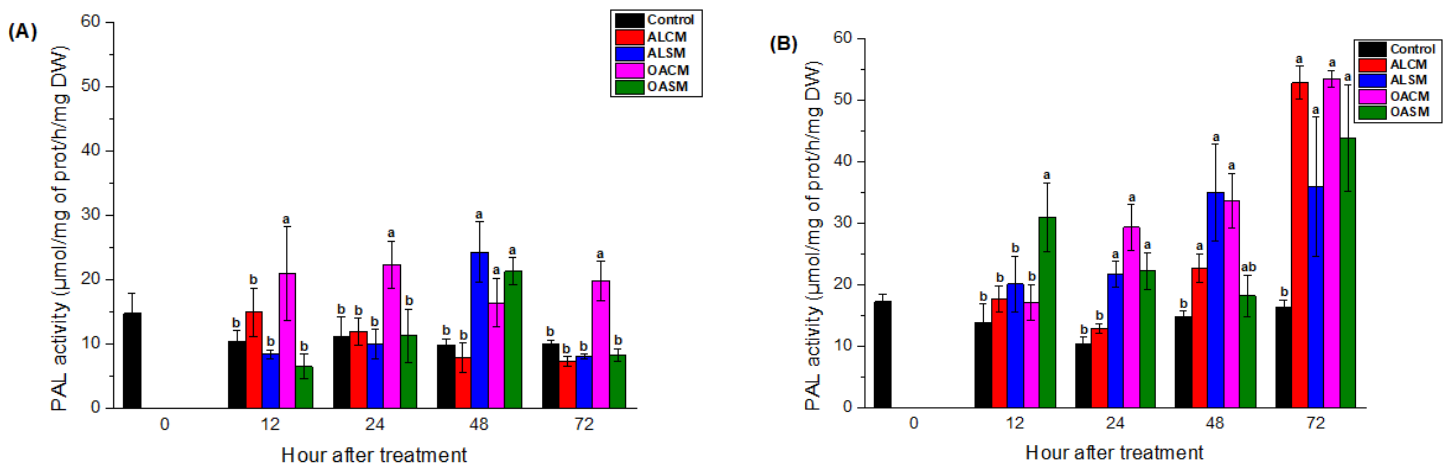 (A)
60
50
40
30
20
10
0
PAL activity (µmol/mg of prot/h/mg DW)
Control
ALCM
ALSM
OACM
OASM
b b b a b
b b b a b
b b a a a
b b b a b
0 12 24 48 72
Hour after treatment
(B)
60
50
40
30
20
10
0
PAL activity (µmol/mg of prot/h/mg DW)
Control
ALCM
ALSM
OACM
OASM
b b b b a
b b a a a
b a a a ab
b a a a a
0 12 24 48 72
Hour after treatment